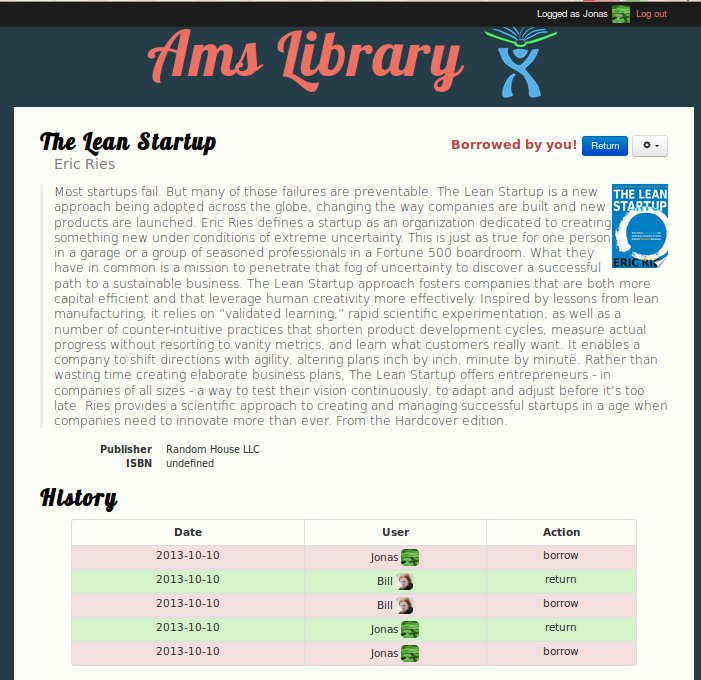 Logged as Jonas Log out
Ams Library
The Lean Startup
Borrowed by you! Return
Eric Ries
Most startups fail. But many of those failures are preventable. The Lean Startup is a new
approach being adopted across the globe, changing the way companies are built and new
products are launched. Eric Ries defines a startup as an organization dedicated to creating
something new under conditions of extreme uncertainty. This is just as true for one person
in a garage or a group of seasoned professionals in a Fortune 500 boardroom. What they
have in common is a mission to penetrate that fog of uncertainty to discover a successful
path to a sustainable business. The Lean Startup approach fosters companies that are both more
capital efficient and that leverage human creativity more effectively. Inspired by lessons from lean
manufacturing, it relies on “validated learning,” rapid scientific experimentation, as well as a
number of counter-intuitive practices that shorten product development cycles, measure actual
progress without resorting to vanity metrics, and learn what customers really want. It enables a
company to shift directions with agility, altering plans inch by inch, minute by minute. Rather than
wasting time creating elaborate business plans, The Lean Startup offers entrepreneurs - in
companies of all sizes - a way to test their vision continuously, to adapt and adjust before it’s too
late. Ries provides a scientific approach to creating and managing successful startups in a age when
companies need to innovate more than ever. From the Hardcover edition.
THE LEAN
STARTUP
ERIC RIE
Publisher Random House LLC
ISBN undefined
History
Date User Action
2013-10-10 Jonas borrow
2013-10-10 Bill return
2013-10-10 Bill borrow
2013-10-10 Jonas return
2013-10-10 Jonas borrow